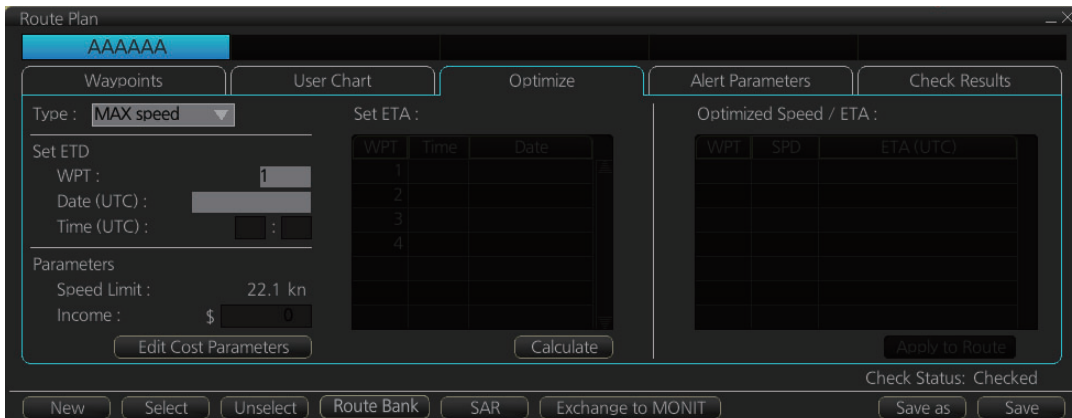 Route Plan
AAAAAA
Waypoints User Chart Optimize Alert Parameters Check Results
Type : MAX speed Set ETA : Optimized Speed / ETA :
Set ETD WPT Time Date WPT SPD ETA (UTC)
WPT : 1 1
Date (UTC) : 2
Time (UTC) : : 3
4
Parameters
Speed Limit : 22.1 kn
Income : $ 0
Edit Cost Parameters Calculate Apply to Route
Check Status: Checked
New Select Unselect Route Bank SAR Exchange to MONIT Save as Save